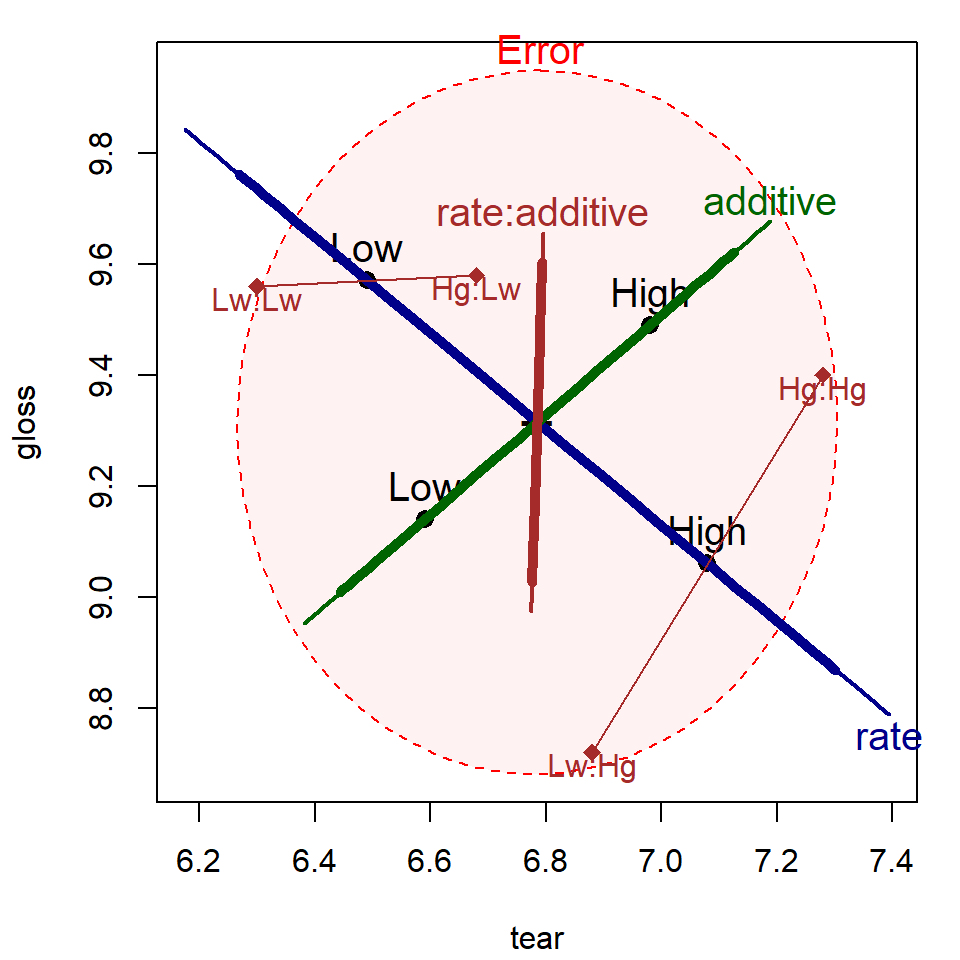 Error
9.8
additive
rate:additive
Low
9.6
Hg:Lw
High
Lw:Lw
9.4
Hg:Hg
gloss
Low
9.2
High
9.0
8.8
rate
Lw:Hg
6.2 6.4 6.6 6.8 7.0 7.2 7.4
tear